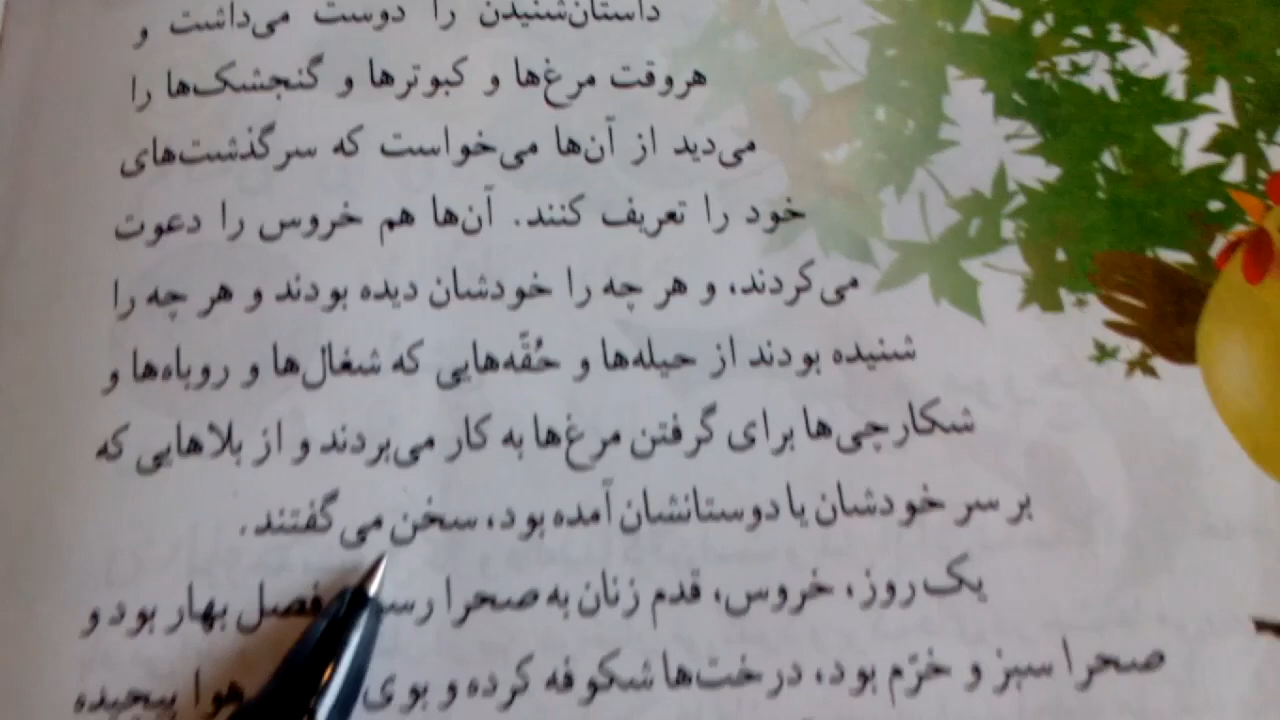 داستان‌شنیدن را دوست می‌داشت و
هروقت مرغ‌ها و کبوترها و گنجشک‌ها را
می‌دید از آن‌ها می‌خواست که سرگذشت‌های
خود را تعریف کنند. آن‌ها هم خروس را دعوت
می‌کردند، و هر چه را خودشان دیده بودند و هر چه را
شنیده بودند از حیله‌ها و حُقّه‌هایی که شغال‌ها و روباه‌ها و
شکارچی‌ها برای گرفتن مرغ‌ها به کار می‌بردند و از بلاهایی که
بر سر خودشان یا دوستانشان آمده بود، سخن می‌گفتند.
یک روز، خروس، قدم زنان به صحرا فصل بهار بود و
صحرا سبز و خرّم بود، درخت‌ها شکوفه کرده و بوی هوا پیچیده